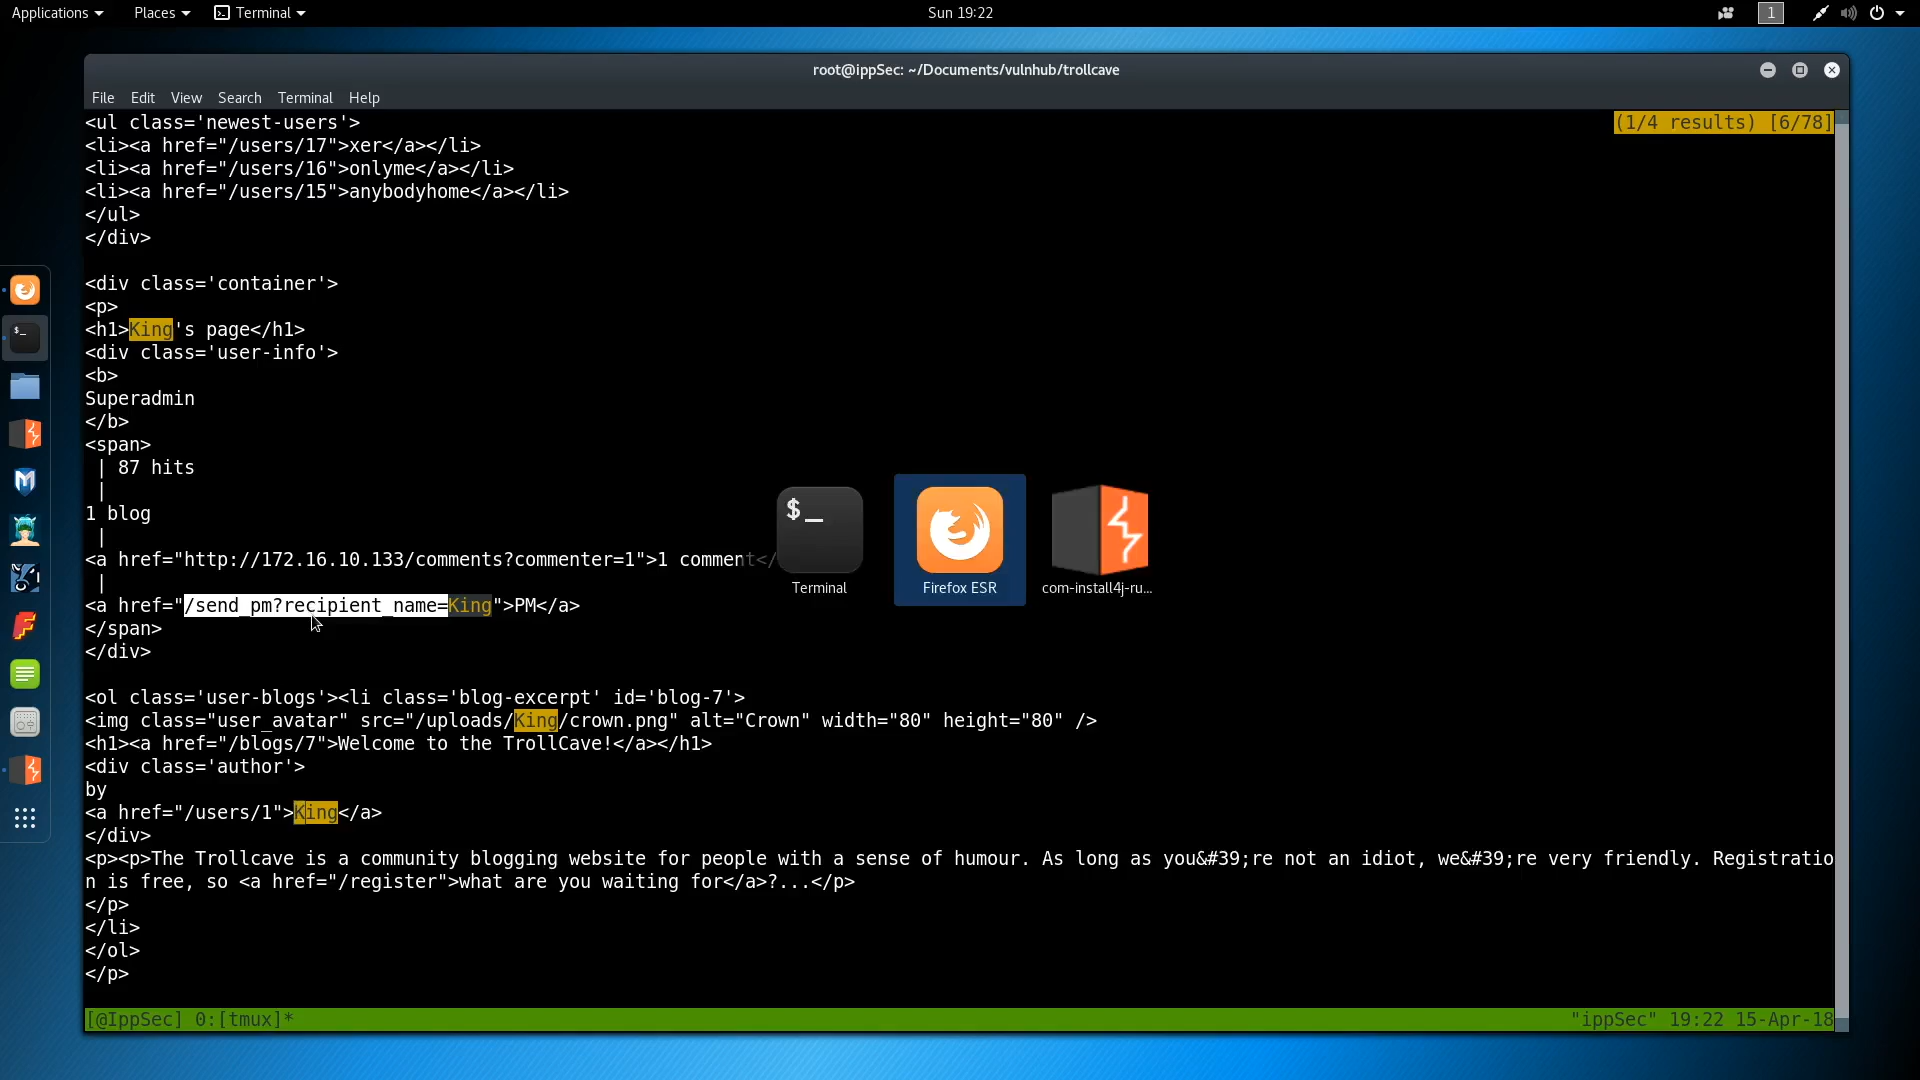 Applications Places Terminal Sun 19:22 1
root@ippSec: ~/Documents/vulnhub/trollcave
File Edit View Search Terminal Help
<ul class='newest-users'> (1/4 results) [6/78]
<li><a href="/users/17">xer</a></li>
<li><a href="/users/16">onlyme</a></li>
<li><a href="/users/15">anybodyhome</a></li>
</ul>
</div>
<div class='container'>
<p>
<h1>King's page</h1>
<div class='user-info'>
<b>
Superadmin
</b>
<span>
| 87 hits
|
1 blog
|
<a href="http://172.16.10.133/comments?commenter=1">1 comment</
|
<a href="/send_pm?recipient_name=King">PM</a>
</span>
</div>
$_
Terminal Firefox ESR com-install4j-ru...
<ol class='user-blogs'><li class='blog-excerpt' id='blog-7'>
<img class="user_avatar" src="/uploads/King/crown.png" alt="Crown" width="80" height="80" />
<h1><a href="/blogs/7">Welcome to the TrollCave!</a></h1>
<div class='author'>
by
<a href="/users/1">King</a>
</div>
<p><p>The Trollcave is a community blogging website for people with a sense of humour. As long as you&#39;re not an idiot, we&#39;re very friendly. Registratio
n is free, so <a href="/register">what are you waiting for</a>?...</p>
</p>
</li>
</ol>
</p>
[@IppSec] 0:[tmux]* "ippSec" 19:22 15-Apr-18